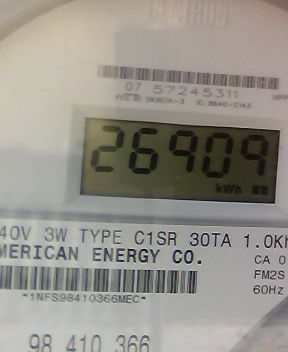 CENTRON
07 57245311
26909
kWh
40V 3W TYPE C1SR 30TA 1.0K
MERICAN ENERGY CO.
CA 0
FM2S
60Hz
*1NFS98410366MEC*
98 410 366